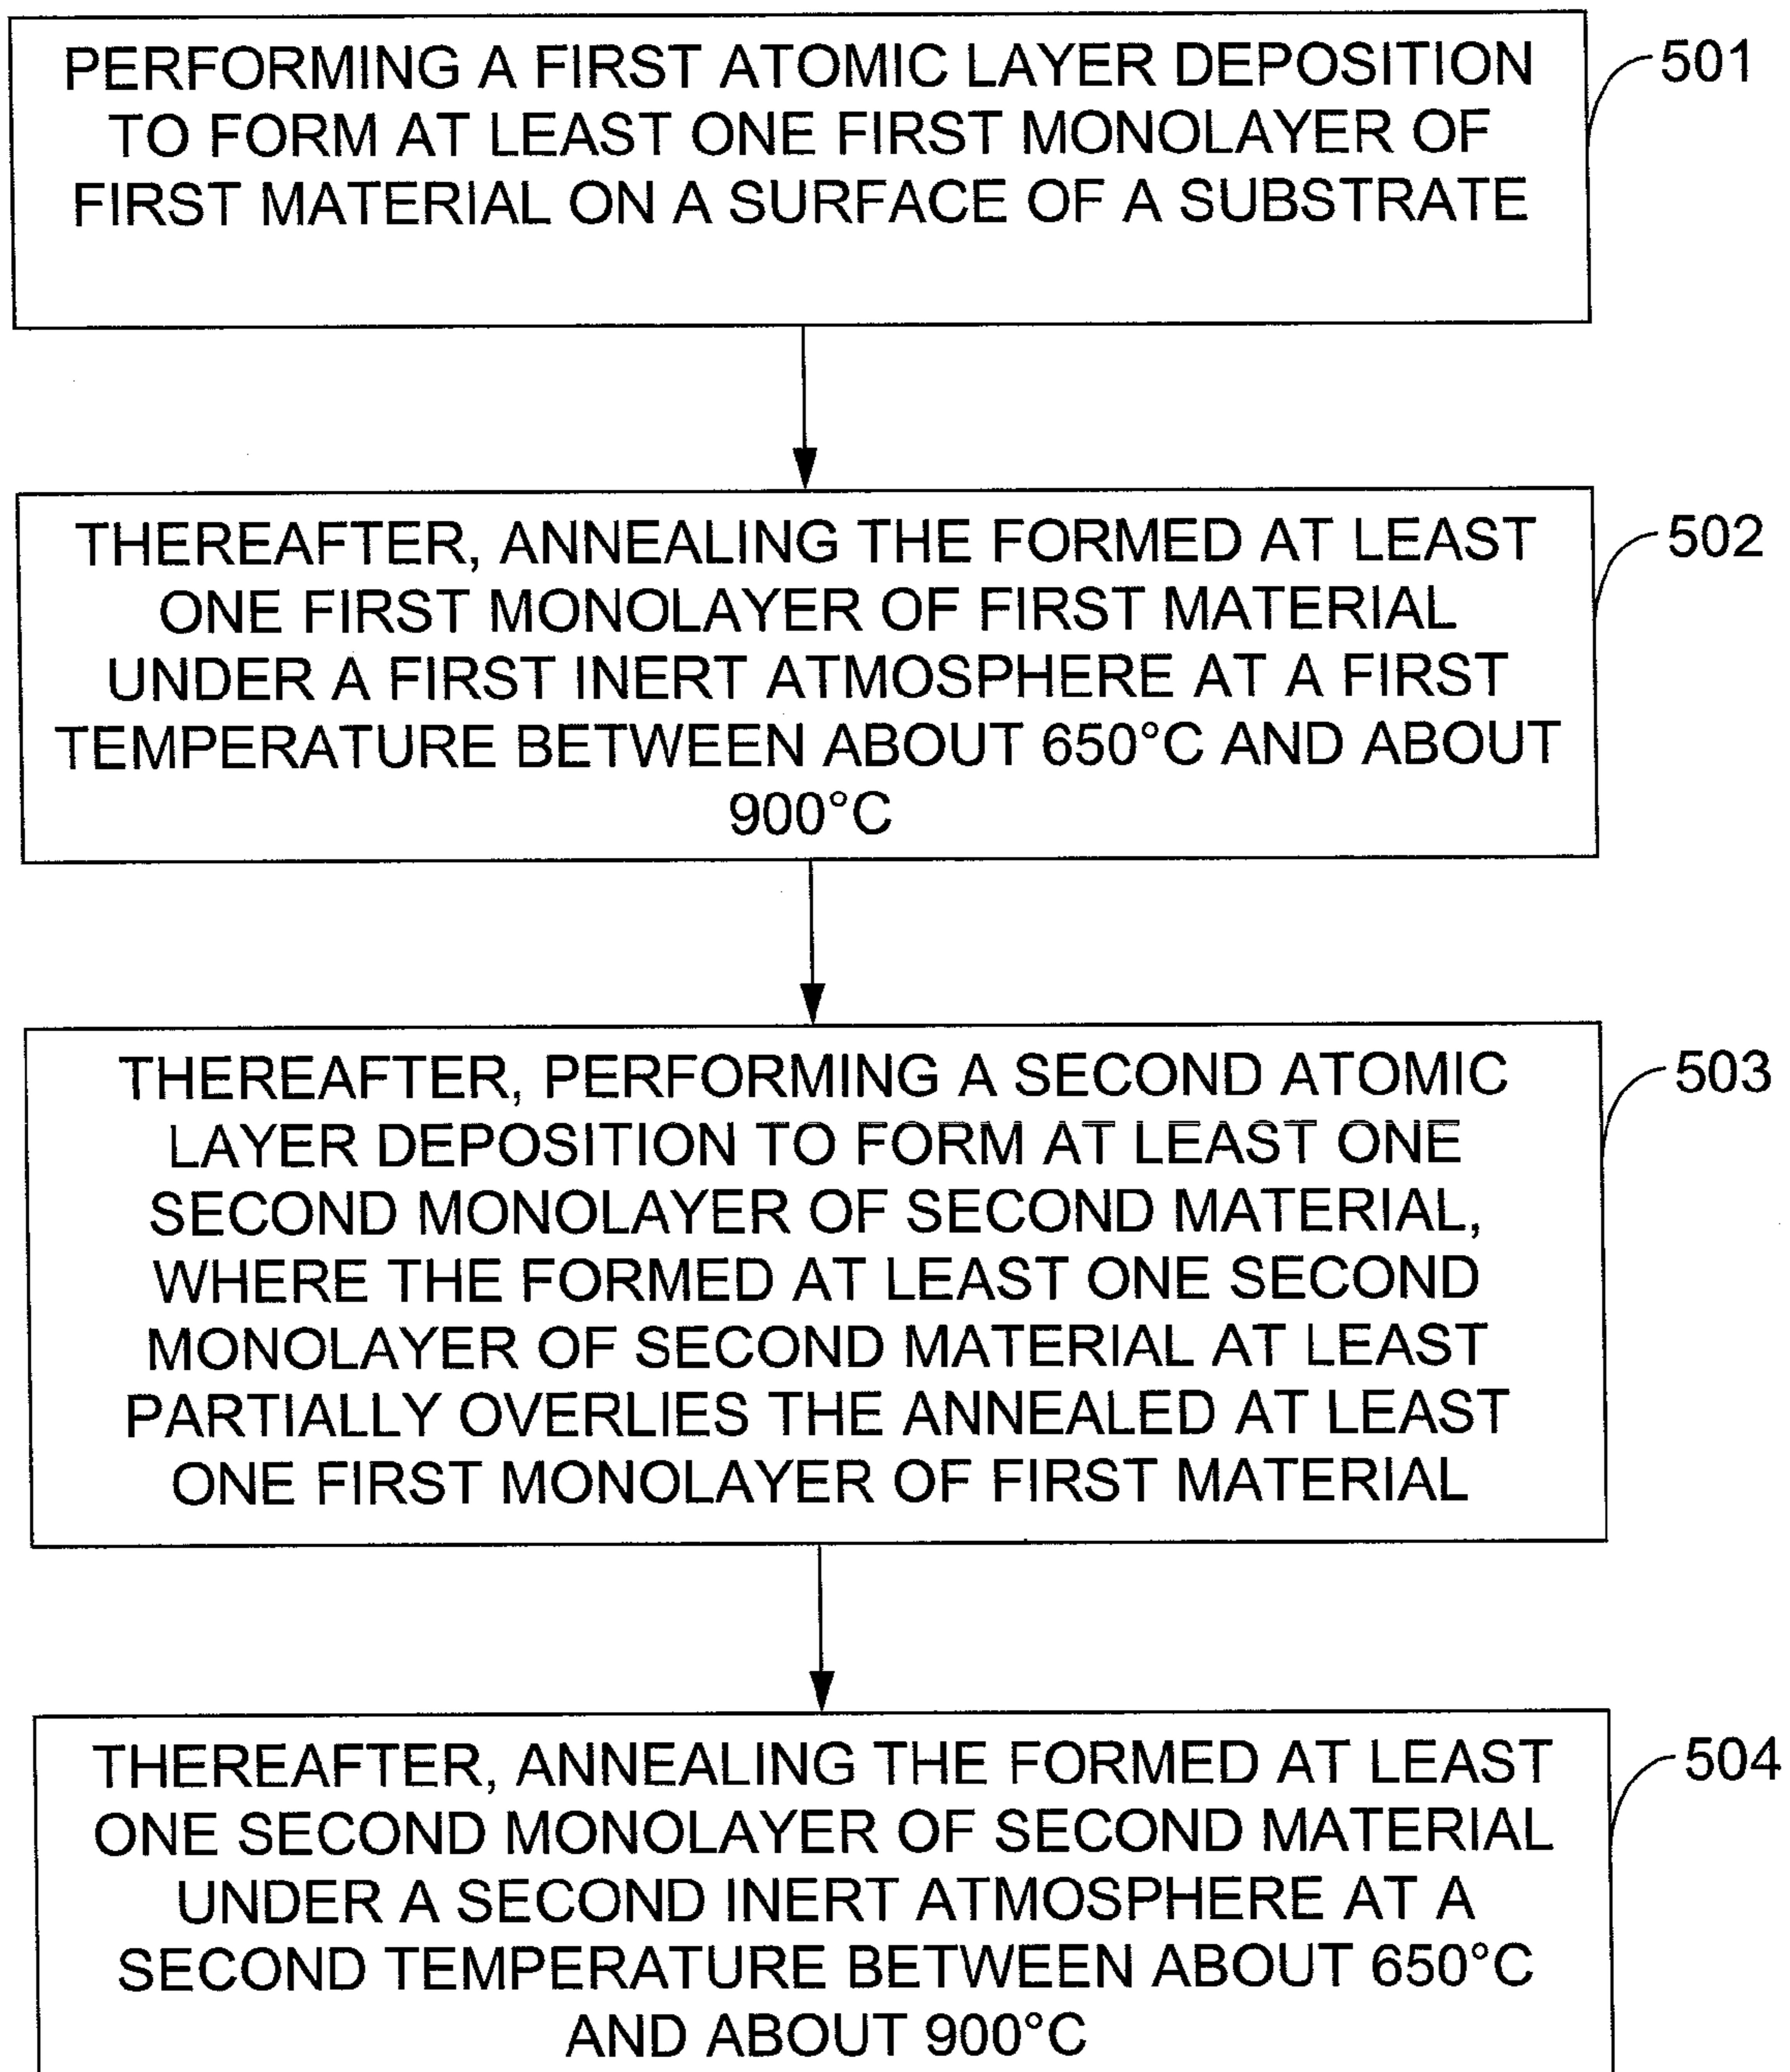 PERFORMING A FIRST ATOMIC LAYER DEPOSITION
TO FORM AT LEAST ONE FIRST MONOLAYER OF
FIRST MATERIAL ON A SURFACE OF A SUBSTRATE
501
THEREAFTER, ANNEALING THE FORMED AT LEAST
ONE FIRST MONOLAYER OF FIRST MATERIAL
UNDER A FIRST INERT ATMOSPHERE AT A FIRST
TEMPERATURE BETWEEN ABOUT 650°C AND ABOUT
900°C
502
THEREAFTER, PERFORMING A SECOND ATOMIC
LAYER DEPOSITION TO FORM AT LEAST ONE
SECOND MONOLAYER OF SECOND MATERIAL,
WHERE THE FORMED AT LEAST ONE SECOND
MONOLAYER OF SECOND MATERIAL AT LEAST
PARTIALLY OVERLIES THE ANNEALED AT LEAST
ONE FIRST MONOLAYER OF FIRST MATERIAL
503
THEREAFTER, ANNEALING THE FORMED AT LEAST
ONE SECOND MONOLAYER OF SECOND MATERIAL
UNDER A SECOND INERT ATMOSPHERE AT A
SECOND TEMPERATURE BETWEEN ABOUT 650°C
AND ABOUT 900°C
504